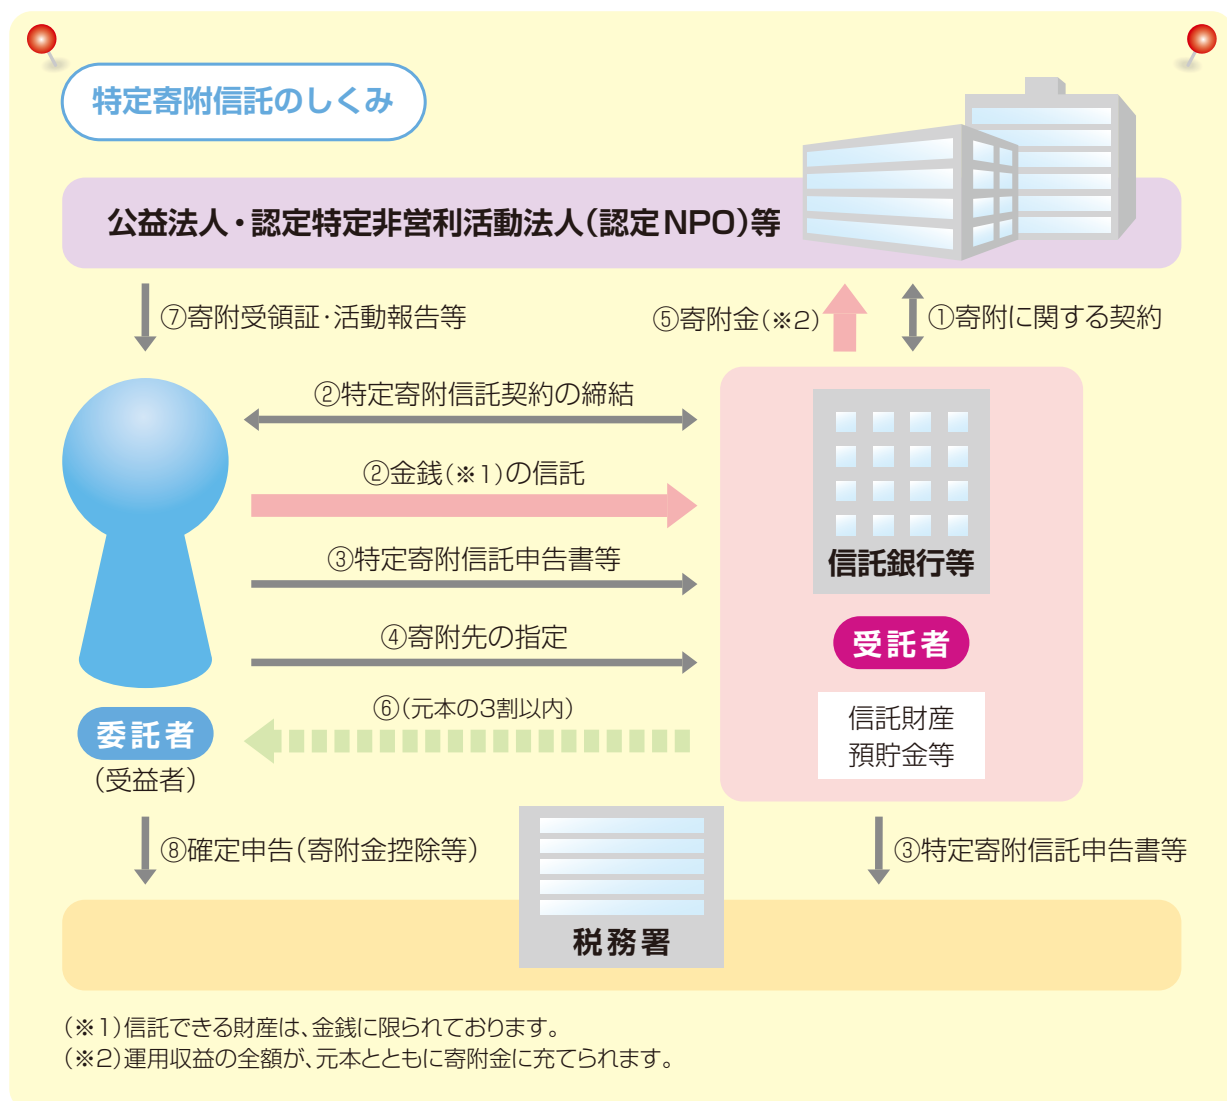 特定寄附信託のしくみ
公益法人・認定特定非営利活動法人(認定NPO)等
⑦寄附受領証・活動報告等
⑤寄附金(※2)
①寄附に関する契約
②特定寄附信託契約の締結
②金銭(※1)の信託
③特定寄附信託申告書等
④寄附先の指定
⑥(元本の3割以内)
信託銀行等
受託者
信託財産
預貯金等
委託者
(受益者)
⑧確定申告(寄附金控除等)
③特定寄附信託申告書等
税務署
(※1)信託できる財産は、金銭に限られております。
(※2)運用収益の全額が、元本とともに寄附金に充てられます。